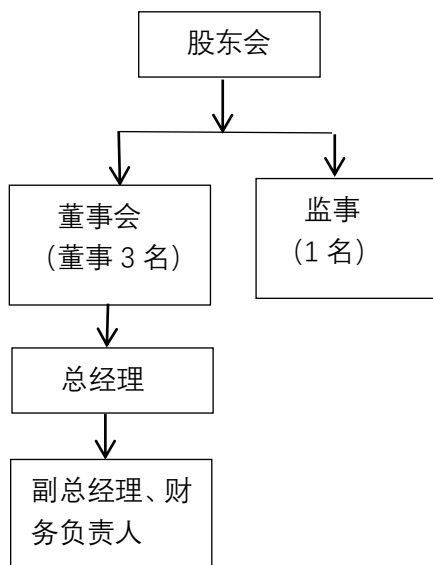 股东会
董事会
（董事 3 名）
监事
（1 名）
总经理
副总经理、财
务负责人